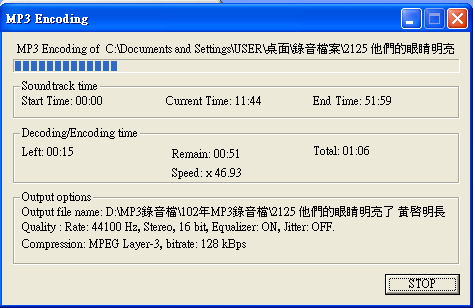 MP3 Encoding
MP3 Encoding of C:\Documents and Settings\USER\桌面\錄音檔案\2125 他們的眼睛明亮
Soundtrack time
Start Time: 00:00 Current Time: 11:44 End Time: 51:59
Decoding/Encoding time
Left: 00:15 Remain: 00:51 Total: 01:06
Speed: x 46.93
Output options
Output file name: D:\MP3錄音檔\102年MP3錄音檔\2125 他們的眼睛明亮了 黃啓明長
Quality : Rate: 44100 Hz, Stereo, 16 bit, Equalizer: ON, Jitter: OFF.
Compression: MPEG Layer-3, bitrate: 128 kBps
STOP